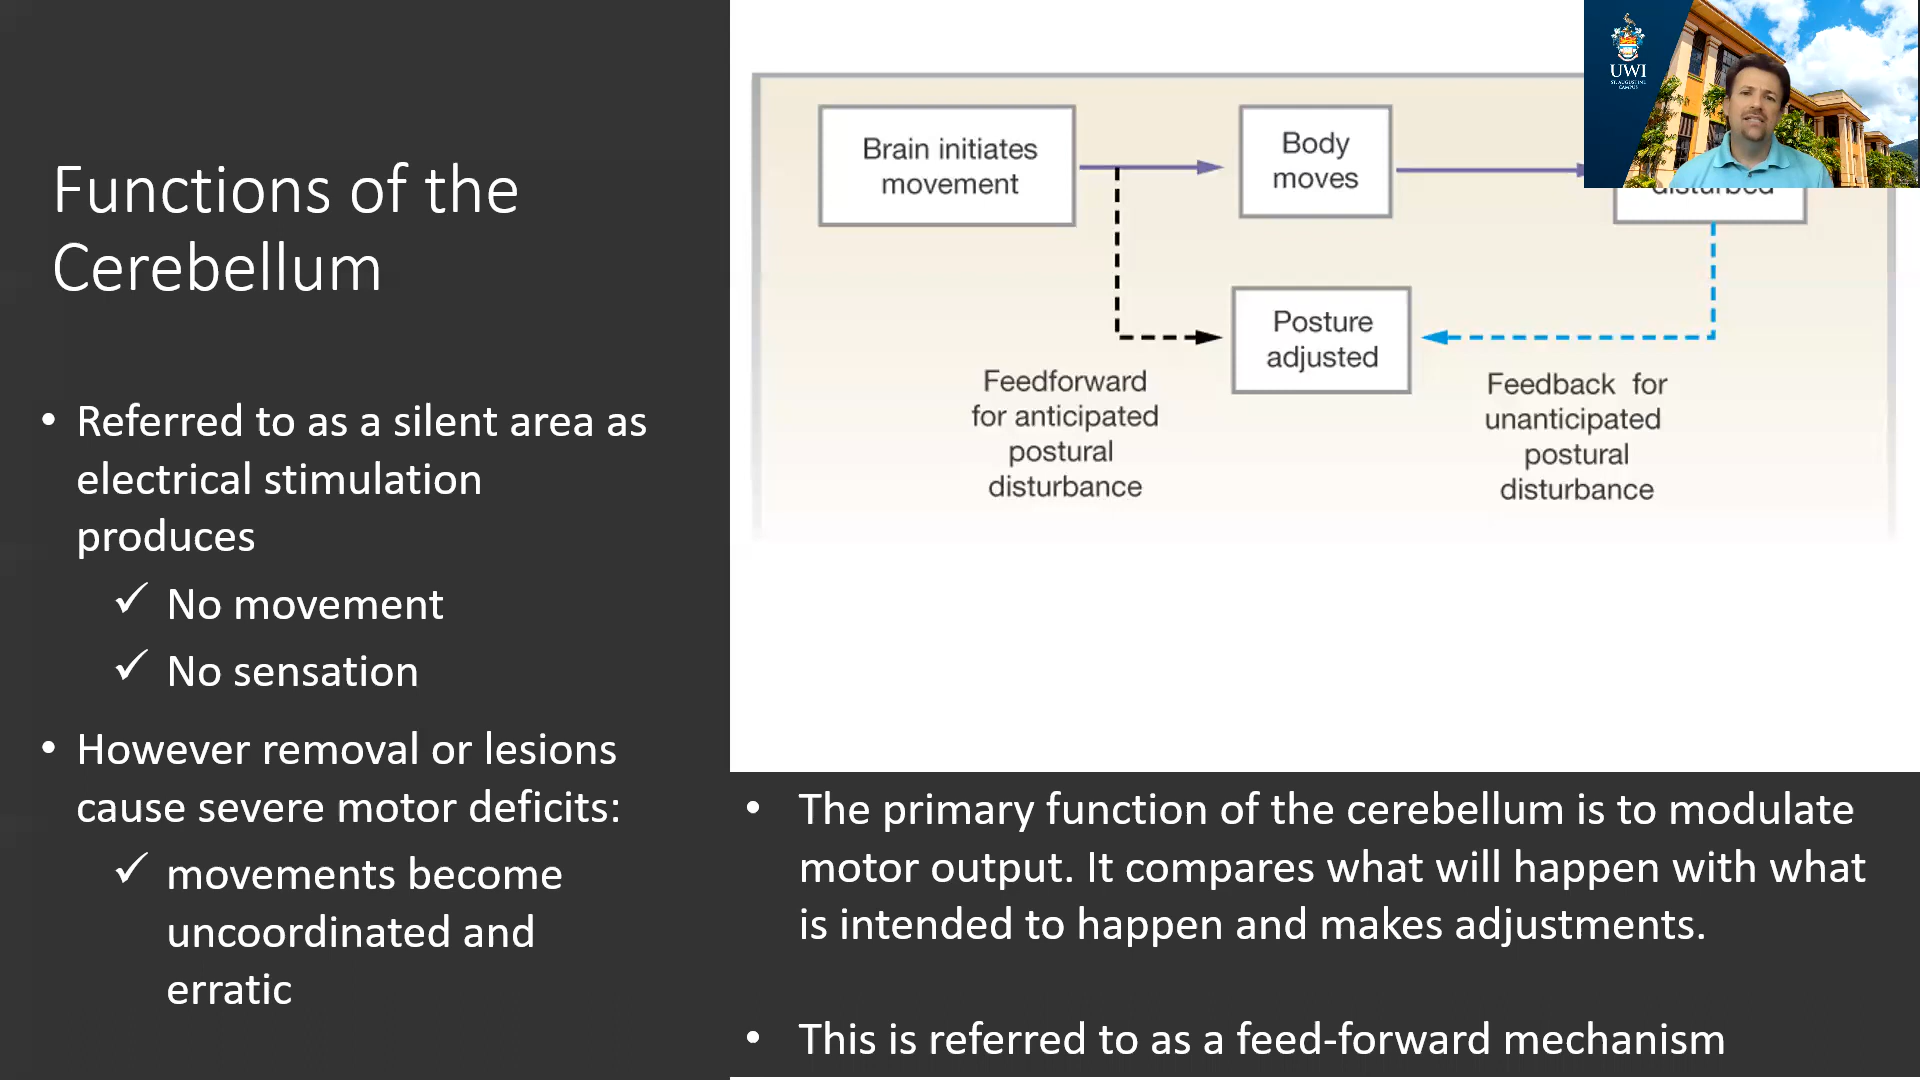 Functions of the
Cerebellum
• Referred to as a silent area as
electrical stimulation
produces
✓ No movement
✓ No sensation
• However removal or lesions
cause severe motor deficits:
✓ movements become
uncoordinated and
erratic
Brain initiates
movement
Body
moves
disturbed
Posture
adjusted
Feedforward
for anticipated
postural
disturbance
Feedback for
unanticipated
postural
disturbance
UWI
ST. AUGUSTINE
CAMPUS
• The primary function of the cerebellum is to modulate
motor output. It compares what will happen with what
is intended to happen and makes adjustments.
• This is referred to as a feed-forward mechanism